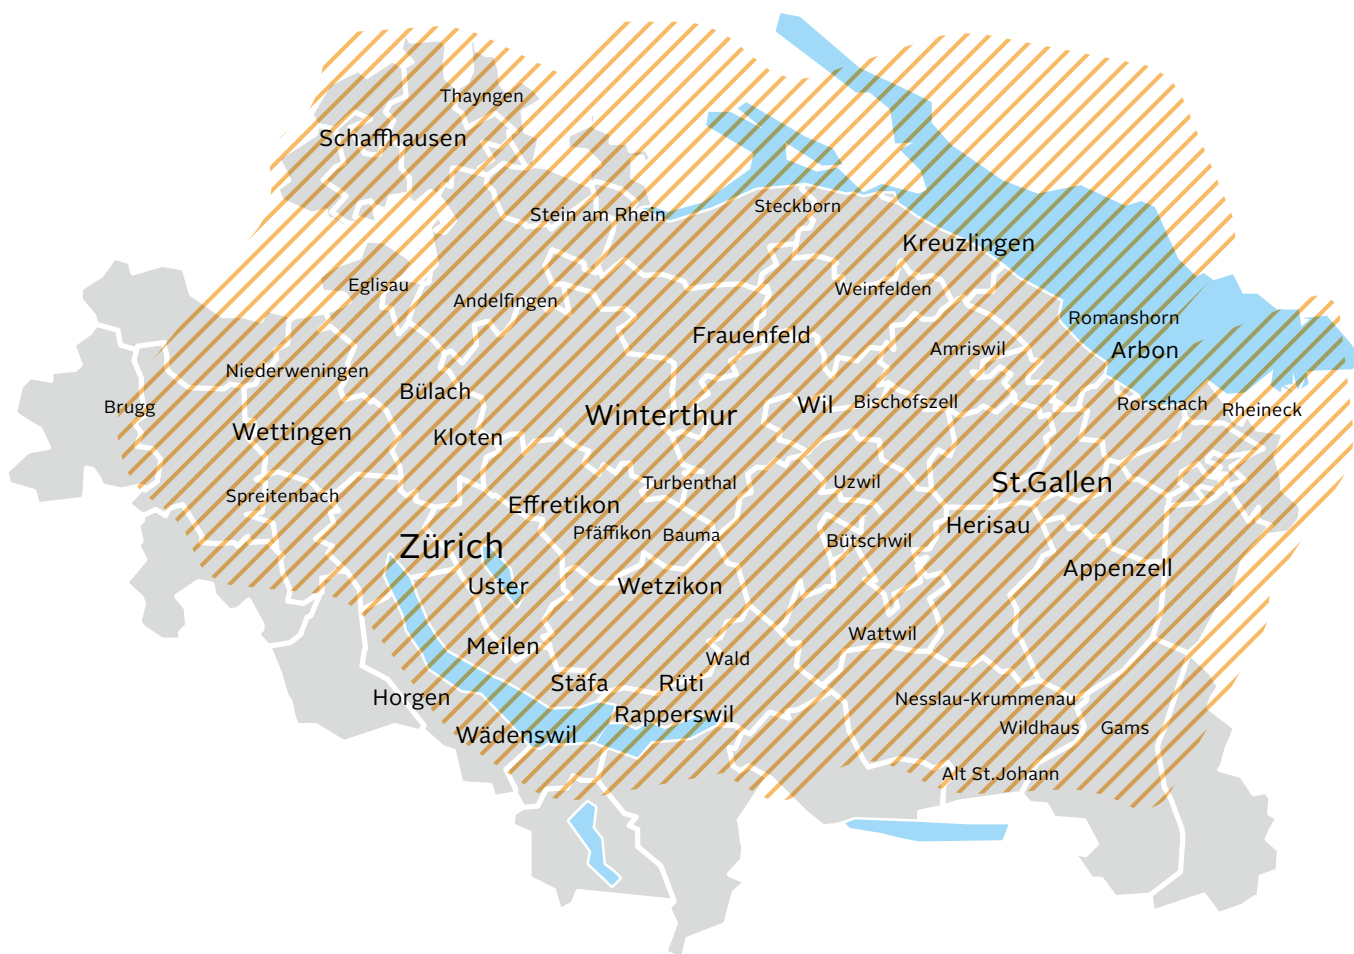 Thayngen
Schaffhausen
Steckborn
Stein am Rhein
Kreuzlingen
Eglisau
Weinfelden
Andelfingen
Romanshorn
Frauenfeld
Amriswil
Arbon
Niederweningen
Bülach
Bischofszell
Wil
Rorschach
Brugg
Rheineck
Winterthur
Wettingen
Kloten
Turbenthal
Uzwil
St.Gallen
Spreitenbach
Effretikon
Herisau
Pfäffikon
Bauma
Bütschwil
Zürich
Appenzell
Uster
Wetzikon
Wattwil
Meilen
Wald
Stäfa
Rüti
Horgen
Nesslau-Krummenau
Rapperswil
Wildhaus
Gams
Wädenswil
Alt St.Johann